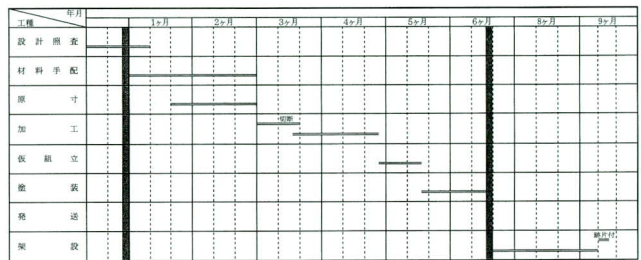 年月
工種
1ヶ月 2ヶ月 3ヶ月 4ヶ月 5ヶ月 6ヶ月 8ヶ月 9ヶ月
設計照査
材料手配
原寸
加工
切断
仮組立
塗装
発送
架設
跡片付